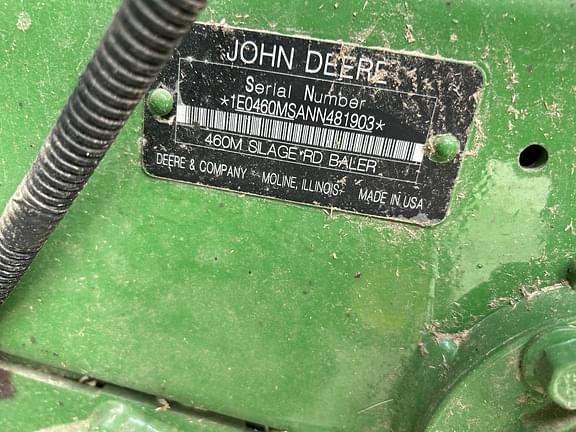 JOHN DEERE
Serial Number
*1E0460MSANN481903*
460M SILAGE RD BALER
DEERE & COMPANY MOLINE, ILLINOIS MADE IN USA